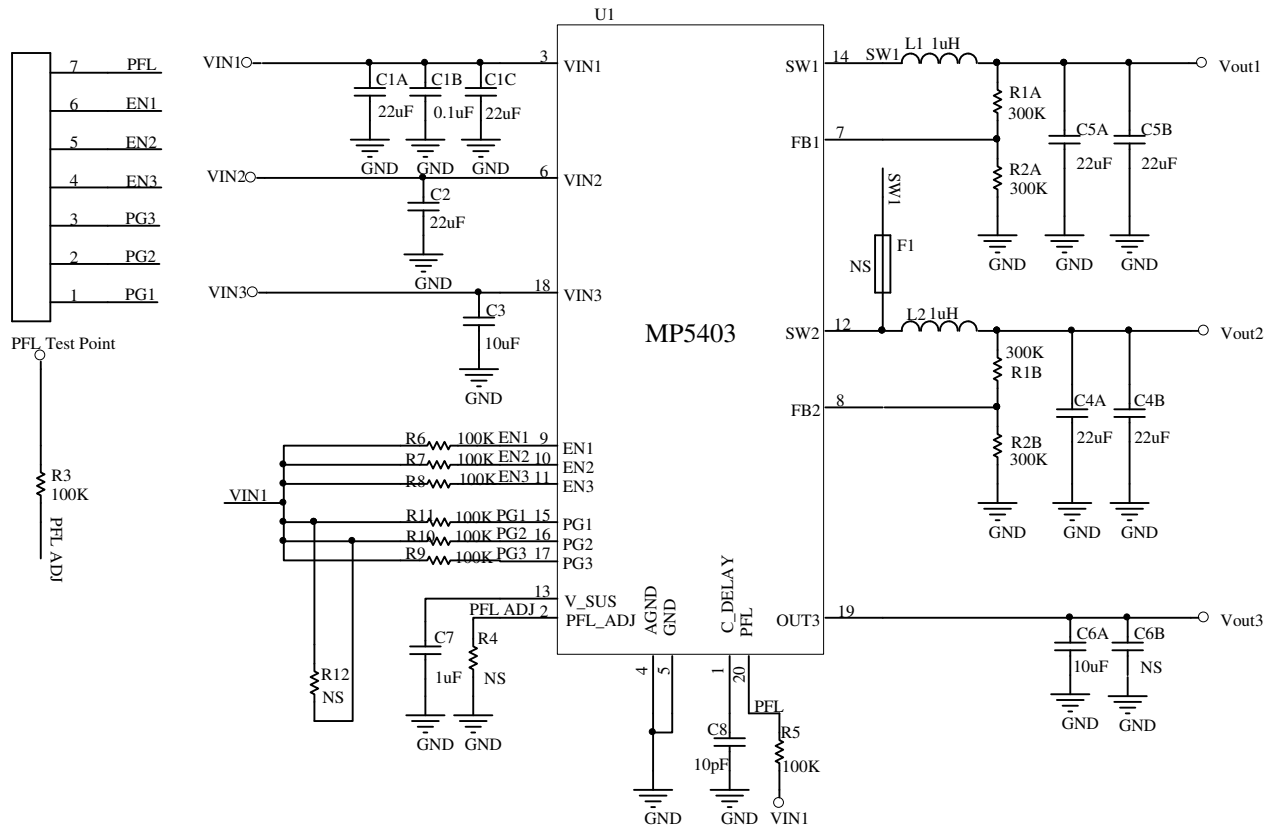 U1
MP5403
7 PFL
6 EN1
5 EN2
4 EN3
3 PG3
2 PG2
1 PG1
PFL Test Point
R3
100K
PFL ADJ
VIN1
3
VIN1
C1A
22uF
C1B
0.1uF
C1C
22uF
GND
GND
GND
VIN2
6
VIN2
C2
22uF
GND
VIN3
18
VIN3
C3
10uF
GND
VIN1
R6 100K EN1 9 EN1
R7 100K EN2 10 EN2
R8 100K EN3 11 EN3
R11 100K PG1 15 PG1
R10 100K PG2 16 PG2
R9 100K PG3 17 PG3
R12
NS
13
V_SUS
PFL ADJ 2
PFL_ADJ
C7
1uF
GND
R4
NS
GND
AGND
GND
4
5
GND
C_DELAY
PFL
1
20
PFL
C8
10pF
GND
R5
100K
VIN1
SW1
14
SW1
L1 1uH
Vout1
FB1
7
R1A
300K
R2A
300K
C5A
22uF
C5B
22uF
GND
GND
GND
SW1
F1
NS
SW2
12
L2 1uH
Vout2
FB2
8
300K
R1B
R2B
300K
C4A
22uF
C4B
22uF
GND
GND
GND
OUT3
19
Vout3
C6A
10uF
C6B
NS
GND
GND